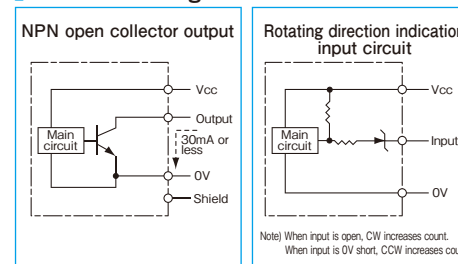 NPN open collector output
Vcc
Output
Main
circuit
30mA or
less
0V
Shield
Rotating direction indication
input circuit
Vcc
Main
circuit
Input
0V
Note) When input is open, CW increases count.
When input is 0V short, CCW increases